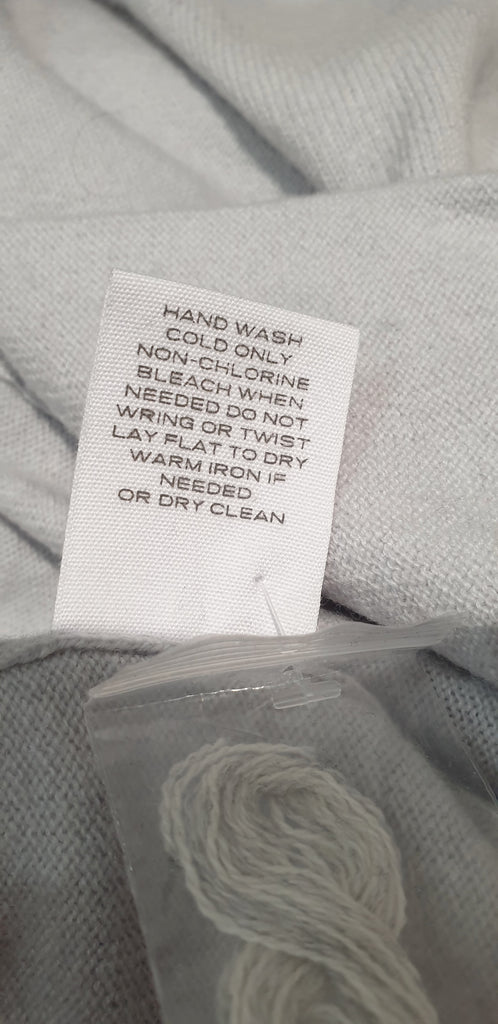 HAND WASH
COLD ONLY
NON-CHLORINE
BLEACH WHEN
NEEDED DO NOT
WRING OR TWIST
LAY FLAT TO DRY
WARM IRON IF
NEEDED
OR DRY CLEAN